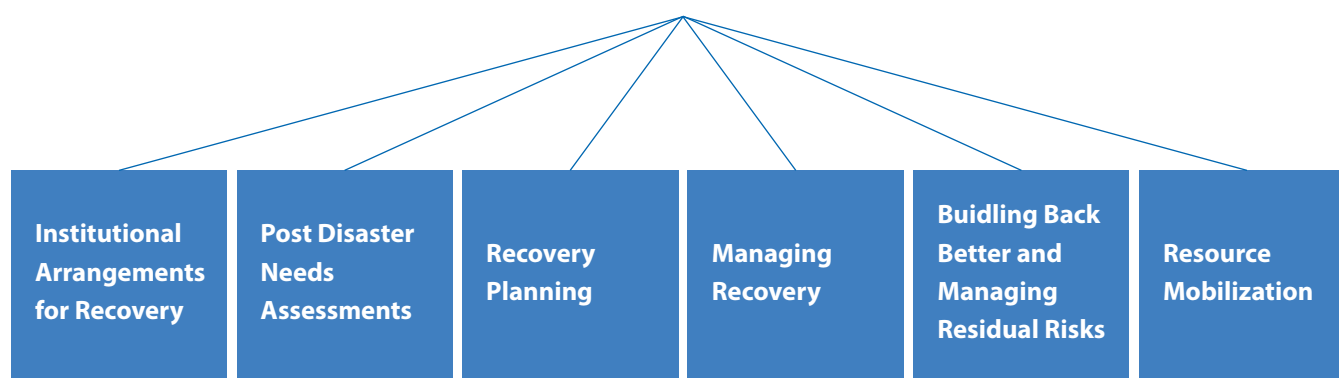 Institutional
Arrangements
for Recovery
Post Disaster
Needs
Assessments
Recovery
Planning
Managing
Recovery
Buidling Back
Better and
Managing
Residual Risks
Resource
Mobilization